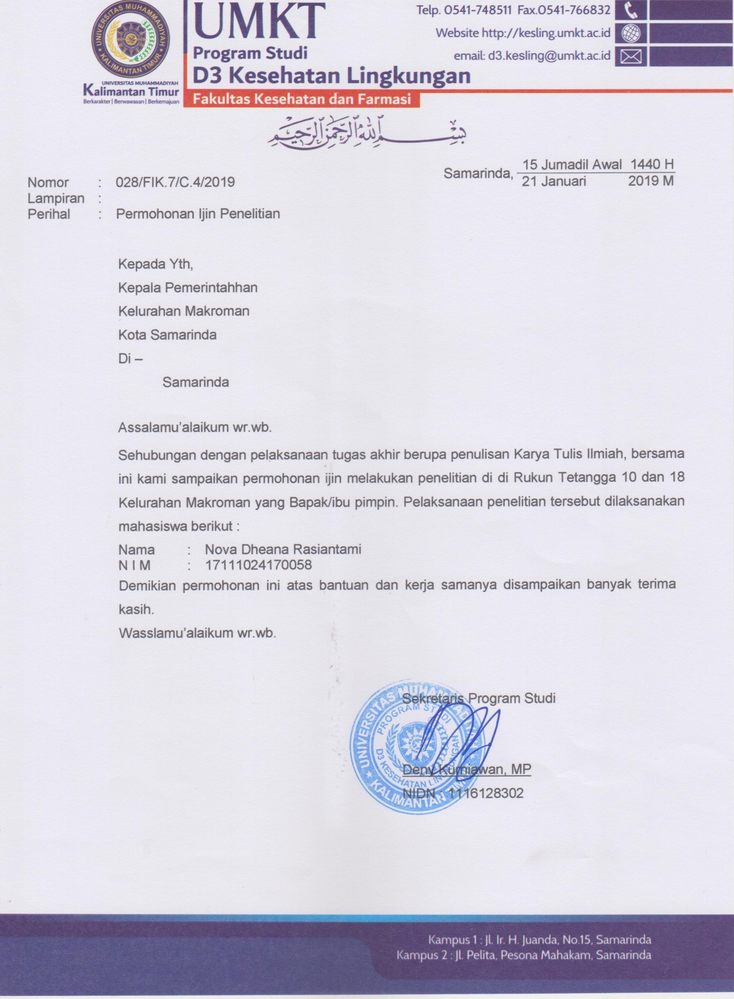 UNIVERSITAS MUHAMMADIYAH
KALIMANTAN TIMUR
UNIVERSITAS MUHAMMADIYAH
Kalimantan Timur
Berkarakter | Berwawasan | Berkemajuan
UMKT
Program Studi
D3 Kesehatan Lingkungan
Fakultas Kesehatan dan Farmasi
Telp. 0541-748511 Fax.0541-766832
Website http://kesling.umkt.ac.id
email: d3.kesling@umkt.ac.id
بسم الله الرحمن الرحيم
Samarinda, 15 Jumadil Awal 1440 H
21 Januari 2019 M
Nomor : 028/FIK.7/C.4/2019
Lampiran :
Perihal : Permohonan Ijin Penelitian
Kepada Yth,
Kepala Pemerintahhan
Kelurahan Makroman
Kota Samarinda
Di –
Samarinda
Assalamu’alaikum wr.wb.
Sehubungan dengan pelaksanaan tugas akhir berupa penulisan Karya Tulis Ilmiah, bersama
ini kami sampaikan permohonan ijin melakukan penelitian di di Rukun Tetangga 10 dan 18
Kelurahan Makroman yang Bapak/ibu pimpin. Pelaksanaan penelitian tersebut dilaksanakan
mahasiswa berikut :
Nama : Nova Dheana Rasiantami
N I M : 17111024170058
Demikian permohonan ini atas bantuan dan kerja samanya disampaikan banyak terima
kasih.
Wasslamu’alaikum wr.wb.
Sekretaris Program Studi
UNIVERSITAS MUHAMMADIYAH
PROGRAM STUDI
D3 KESEHATAN LINGKUNGAN
KALIMANTAN TIMUR
Deny Kurniawan, MP
NIDN : 1116128302
Kampus 1 : Jl. Ir. H. Juanda, No.15, Samarinda
Kampus 2 : Jl. Pelita, Pesona Mahakam, Samarinda